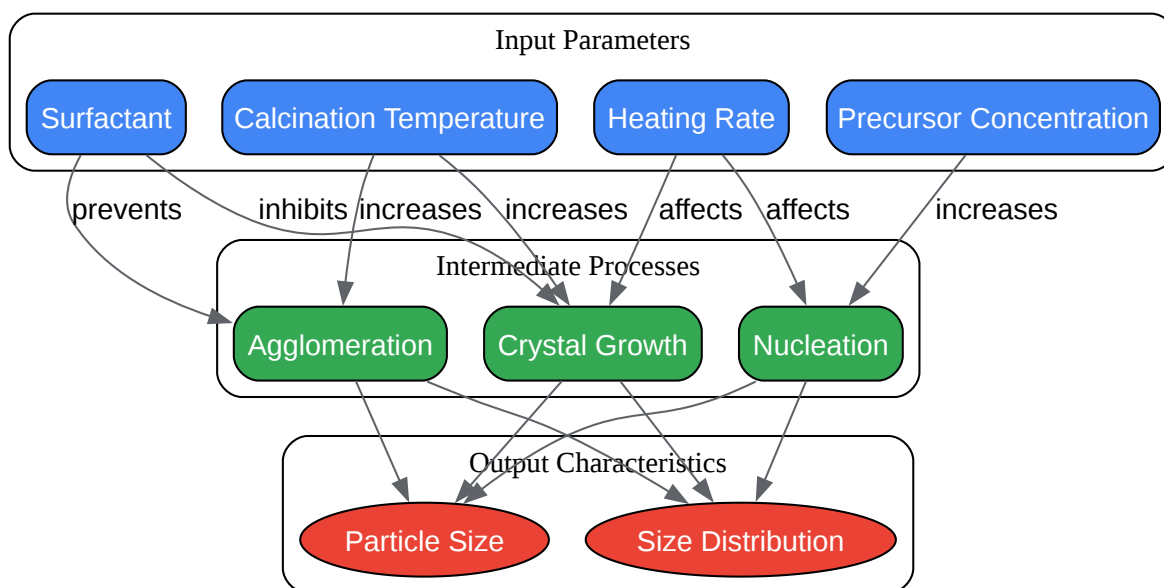 Input Parameters
Surfactant
Calcination Temperature
Heating Rate
Precursor Concentration
prevents
inhibits
increases
increases
affects
affects
increases
Intermediate Processes
Agglomeration
Crystal Growth
Nucleation
Output Characteristics
Particle Size
Size Distribution